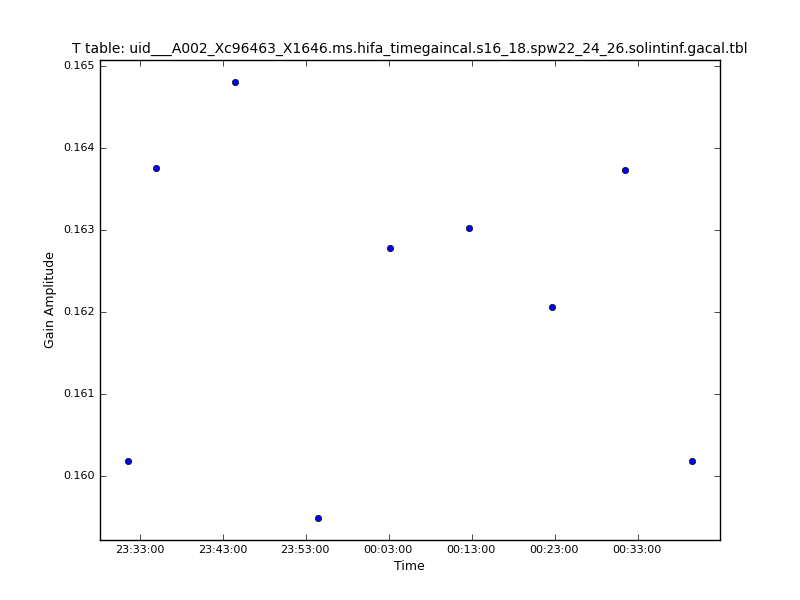 T table: uid___A002_Xc96463_X1646.ms.hifa_timegaincal.s16_18.spw22_24_26.solintinf.gacal.tbl
0.165
0.164
0.163
0.162
0.161
0.160
Gain Amplitude
23:33:00 23:43:00 23:53:00 00:03:00 00:13:00 00:23:00 00:33:00
Time